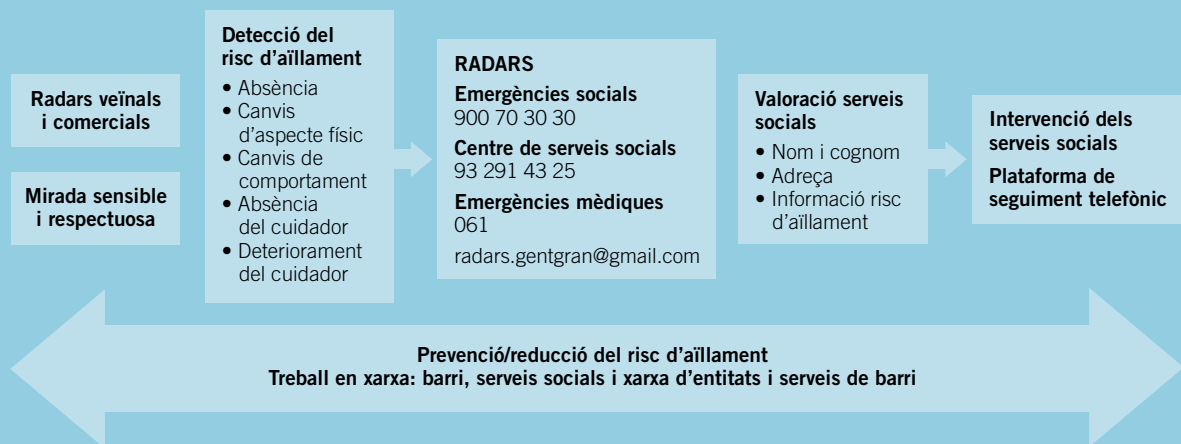 Radars veïnals
i comercials
Mirada sensible
i respectuosa
Detecció del
risc d'aïllament
• Absència
• Canvis
d'aspecte físic
• Canvis de
comportament
• Absència
del cuidador
• Deteriorament
del cuidador
RADARS
Emergències socials
900 70 30 30
Centre de serveis socials
93 291 43 25
Emergències mèdiques
061
radars.gentgran@gmail.com
Valoració serveis
socials
• Nom i cognom
• Adreça
• Informació risc
d'aïllament
Intervenció dels
serveis socials
Plataforma de
seguiment telefònic
Prevenció/reducció del risc d'aïllament
Treball en xarxa: barri, serveis socials i xarxa d'entitats i serveis de barri